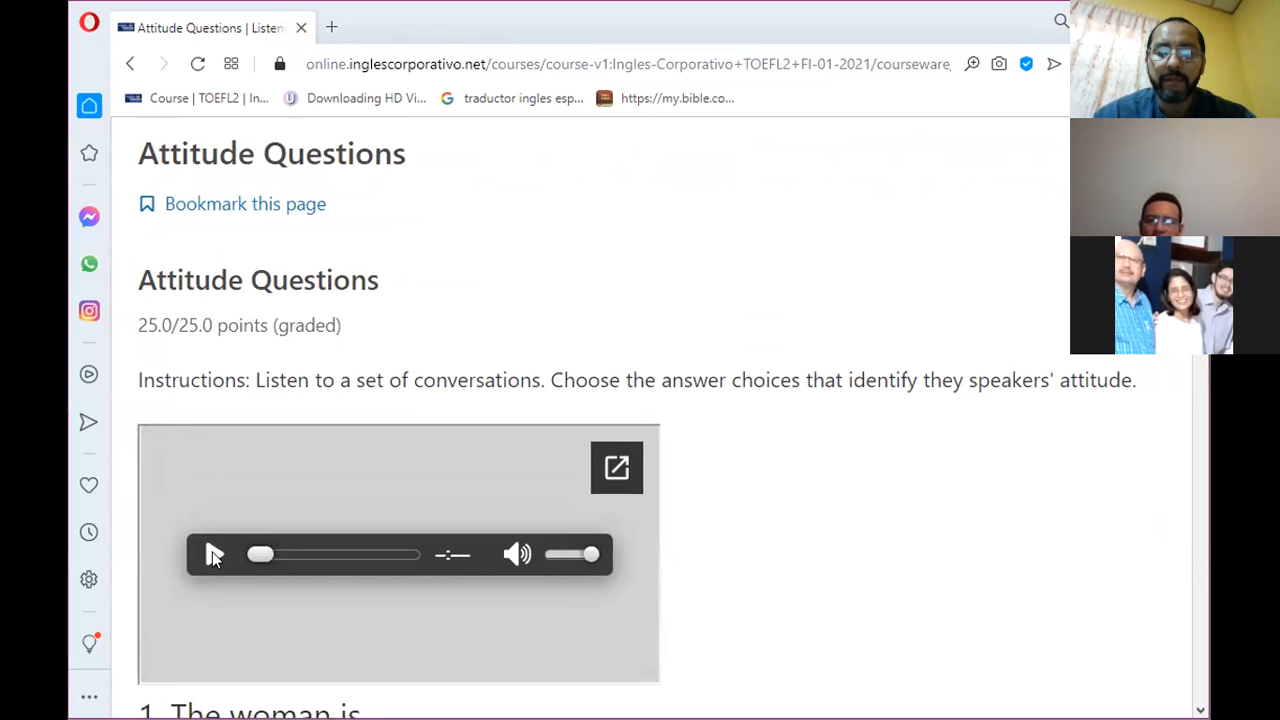 Attitude Questions | Listeni
online.inglescorporativo.net/courses/course-v1:Ingles-Corporativo+TOEFL2+FI-01-2021/courseware
Course | TOEFL2 | In...
Downloading HD Vi...
traductor ingles esp...
https://my.bible.co...
Attitude Questions
Bookmark this page
Attitude Questions
25.0/25.0 points (graded)
Instructions: Listen to a set of conversations. Choose the answer choices that identify they speakers' attitude.
-:--
1. The woman is